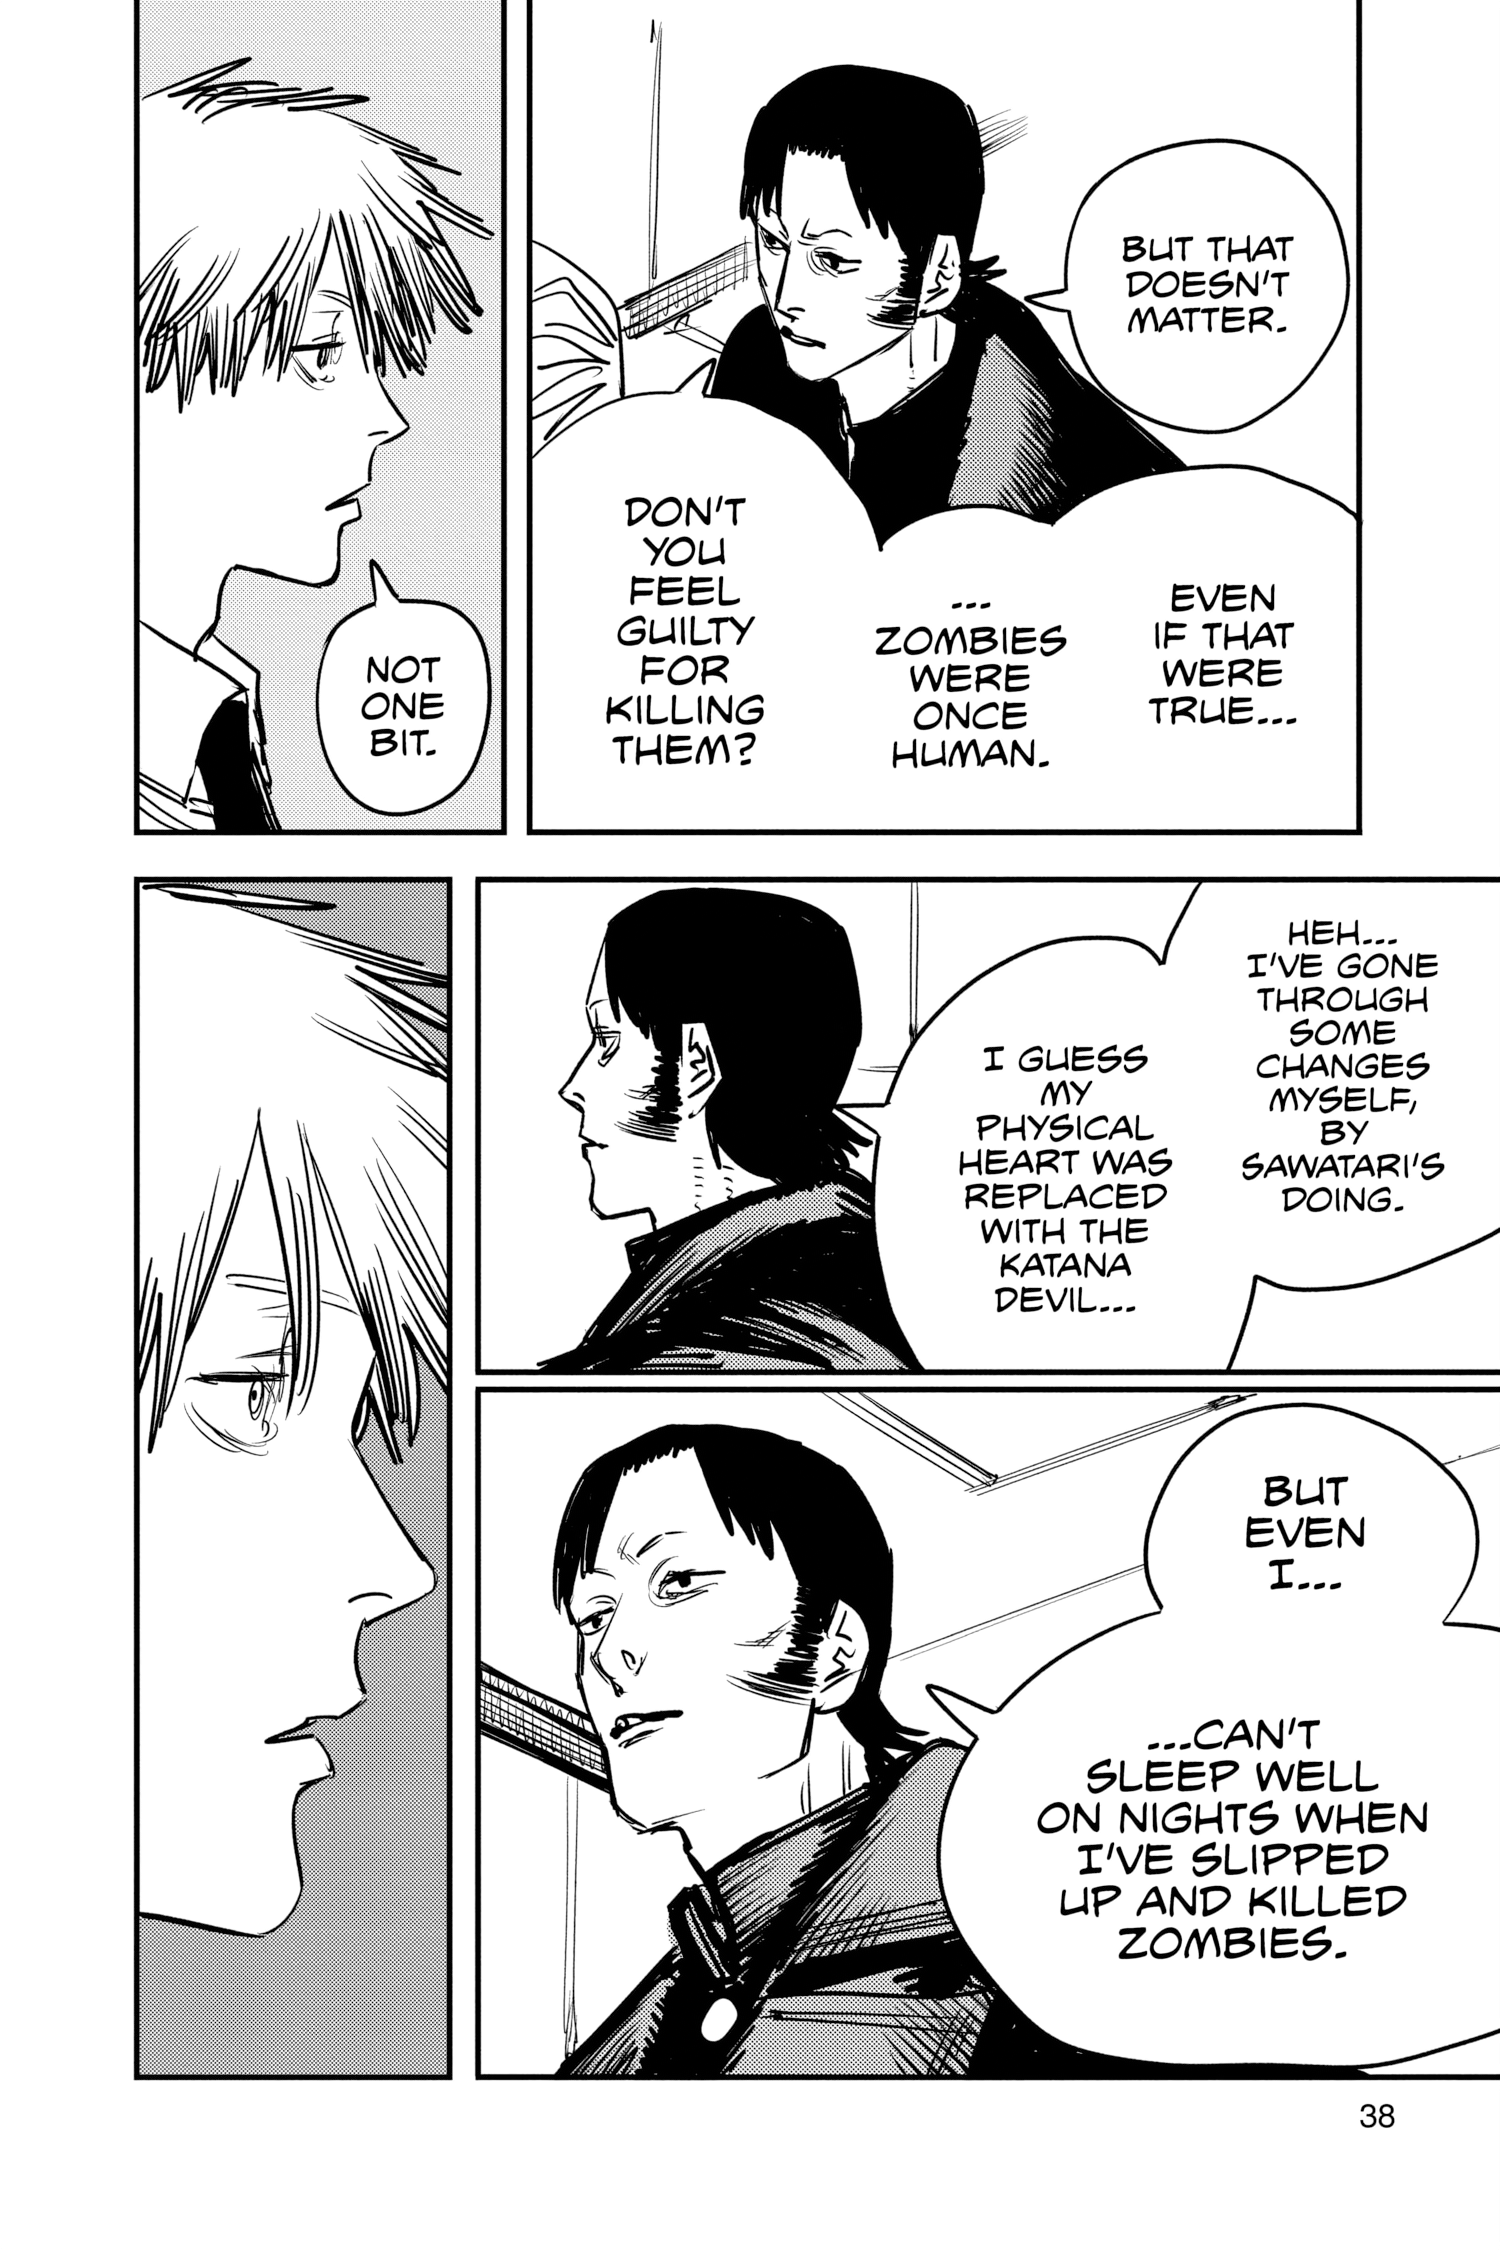 BUT THAT
DOESN'T
MATTER.
EVEN
IF THAT
WERE
TRUE...
...
ZOMBIES
WERE
ONCE
HUMAN.
DON'T
YOU
FEEL
GUILTY
FOR
KILLING
THEM?
NOT
ONE
BIT.
HEH...
I'VE GONE
THROUGH
SOME
CHANGES
MYSELF,
BY
SAWATARI'S
DOING.
I GUESS
MY
PHYSICAL
HEART WAS
REPLACED
WITH THE
KATANA
DEVIL...
BUT
EVEN
I...
...CAN'T
SLEEP WELL
ON NIGHTS WHEN
I'VE SLIPPED
UP AND KILLED
ZOMBIES.
38